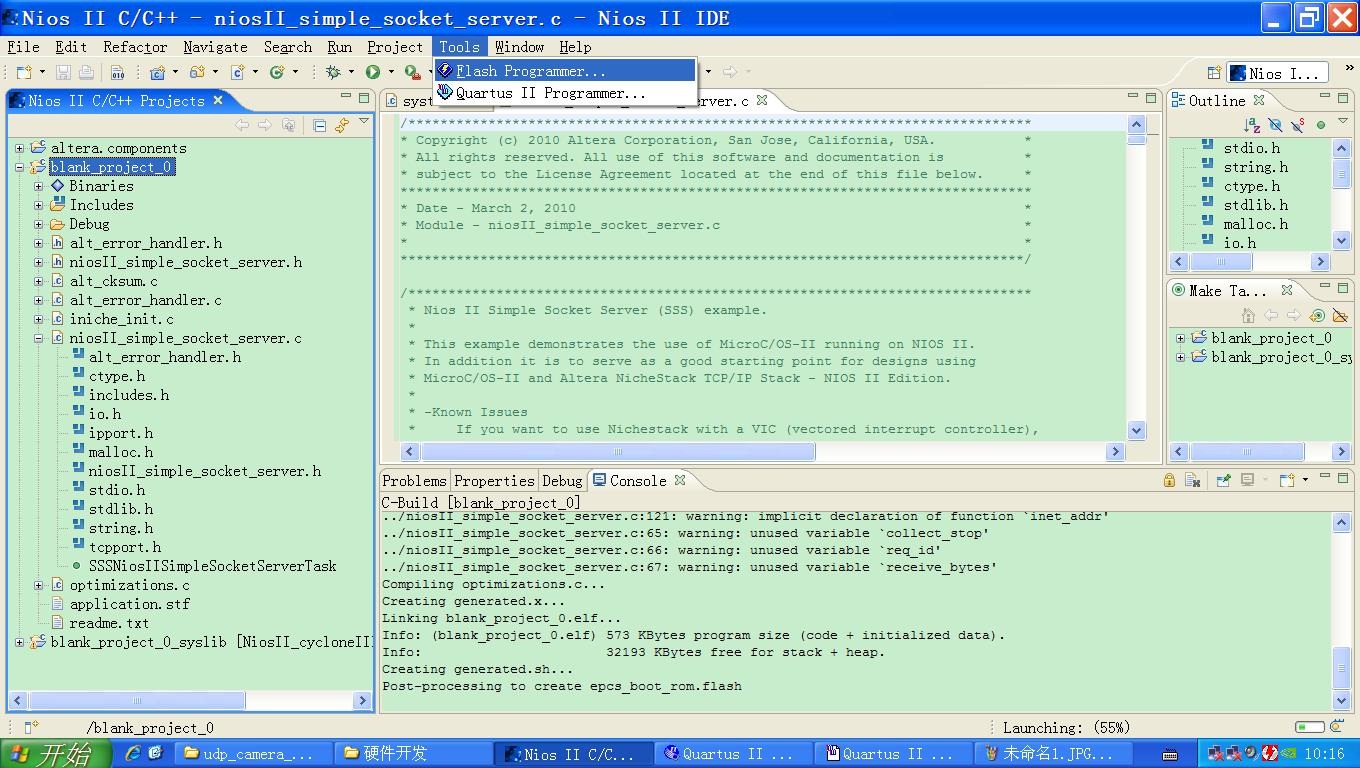 Nios II C/C++ - niosII_simple_socket_server.c - Nios II IDE
File Edit Refactor Navigate Search Run Project Tools Window Help
Flash Programmer...
Quartus II Programmer...
Nios I...
Nios II C/C++ Projects
altera.components
blank_project_0
Binaries
Includes
Debug
alt_error_handler.h
niosII_simple_socket_server.h
alt_cksum.c
alt_error_handler.c
iniche_init.c
niosII_simple_socket_server.c
alt_error_handler.h
ctype.h
includes.h
io.h
ipport.h
malloc.h
niosII_simple_socket_server.h
stdio.h
stdlib.h
string.h
tcpport.h
SSSNiosIISimpleSocketServerTask
optimizations.c
application.stf
readme.txt
blank_project_0_syslib [NiosII_cycloneII
syst
erver.c
/******************************************************************************
* Copyright (c) 2010 Altera Corporation, San Jose, California, USA. *
* All rights reserved. All use of this software and documentation is *
* subject to the License Agreement located at the end of this file below. *
*******************************************************************************
* Date - March 2, 2010 *
* Module - niosII_simple_socket_server.c *
* *
******************************************************************************/
/******************************************************************************
* Nios II Simple Socket Server (SSS) example.
*
* This example demonstrates the use of MicroC/OS-II running on NIOS II.
* In addition it is to serve as a good starting point for designs using
* MicroC/OS-II and Altera NicheStack TCP/IP Stack - NIOS II Edition.
*
* -Known Issues
* If you want to use Nichestack with a VIC (vectored interrupt controller),
Outline
stdio.h
string.h
ctype.h
stdlib.h
malloc.h
io.h
Make Ta...
blank_project_0
blank_project_0_sy
Problems Properties Debug Console
C-Build [blank_project_0]
../niosII_simple_socket_server.c:121: warning: implicit declaration of function `inet_addr'
../niosII_simple_socket_server.c:65: warning: unused variable `collect_stop'
../niosII_simple_socket_server.c:66: warning: unused variable `req_id'
../niosII_simple_socket_server.c:67: warning: unused variable `receive_bytes'
Compiling optimizations.c...
Creating generated.x...
Linking blank_project_0.elf...
Info: (blank_project_0.elf) 573 KBytes program size (code + initialized data).
Info: 32193 KBytes free for stack + heap.
Creating generated.sh...
Post-processing to create epcs_boot_rom.flash
/blank_project_0
Launching: (55%)
开始 udp_camera_... 硬件开发 Nios II C/C... Quartus II ... Quartus II ... 未命名1.JPG... 10:16